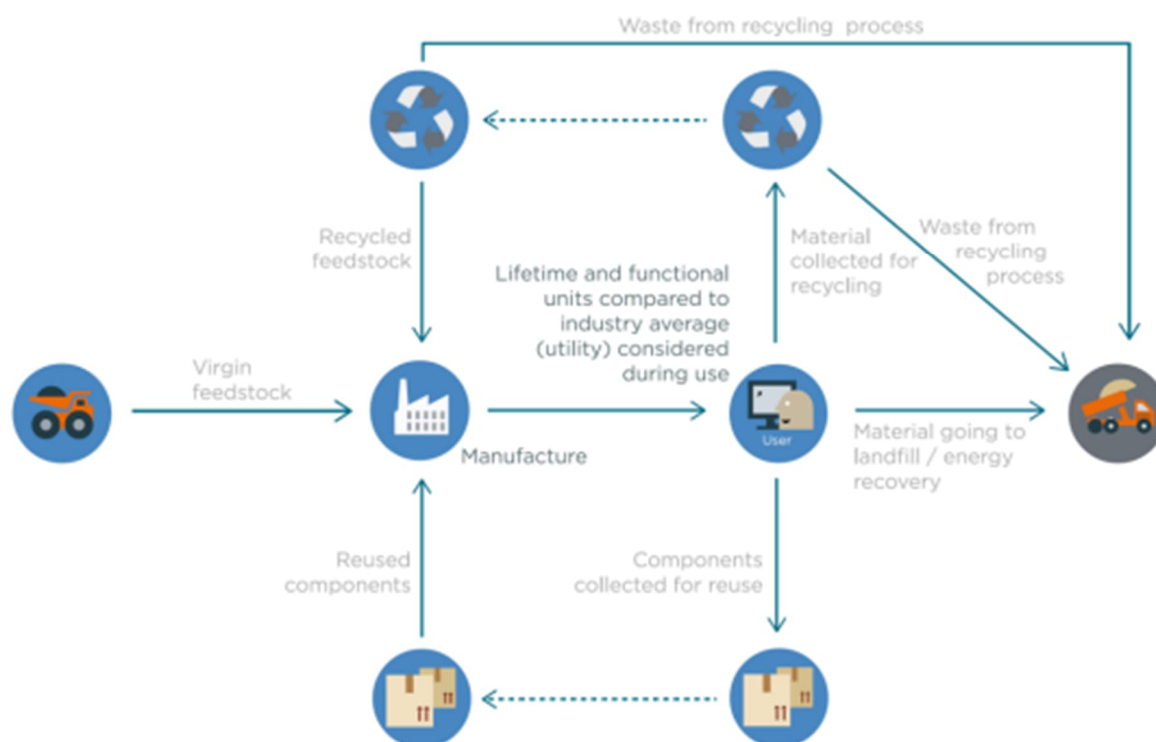 Waste from recycling process
Recycled
feedstock
Lifetime and functional
units compared to
industry average
(utility) considered
during use
Material
collected for
recycling
Waste from
recycling
process
Virgin
feedstock
Manufacture
User
Material going to
landfill / energy
recovery
Reused
components
Components
collected for reuse